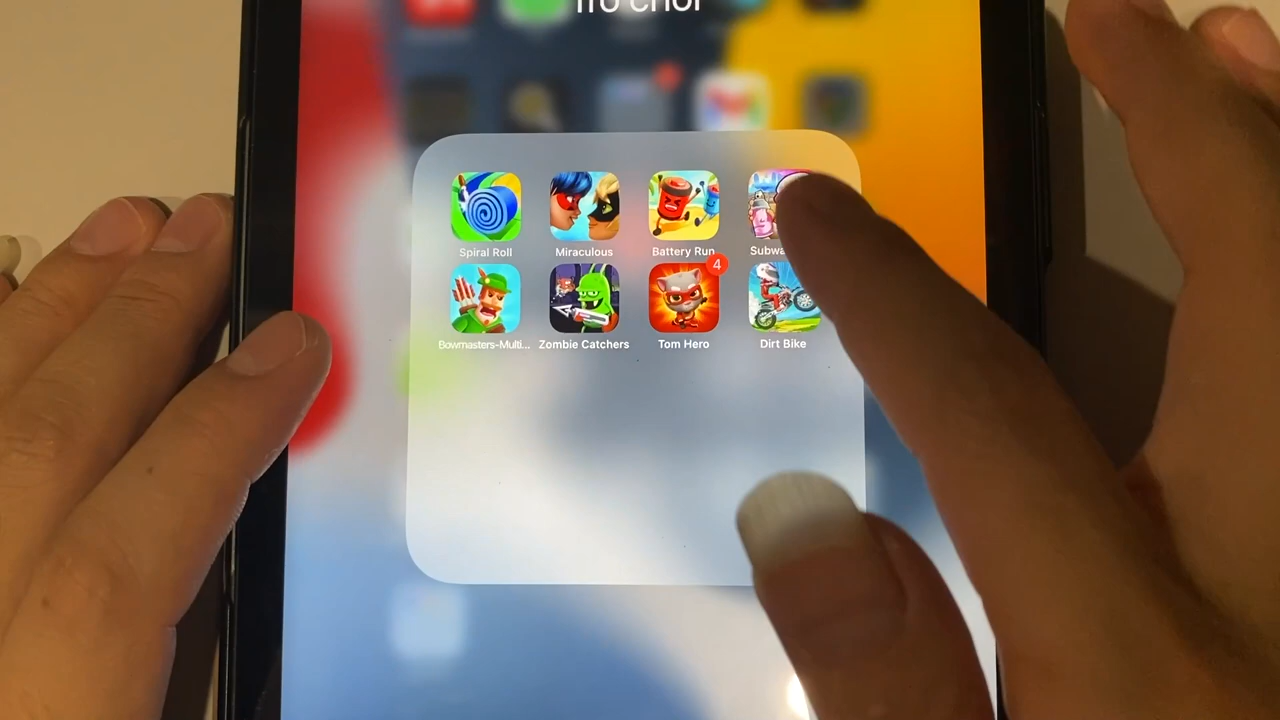 Spiral Roll
Miraculous
Battery Run
4
Bowmasters-Multi...
Zombie Catchers
Tom Hero
Dirt Bike